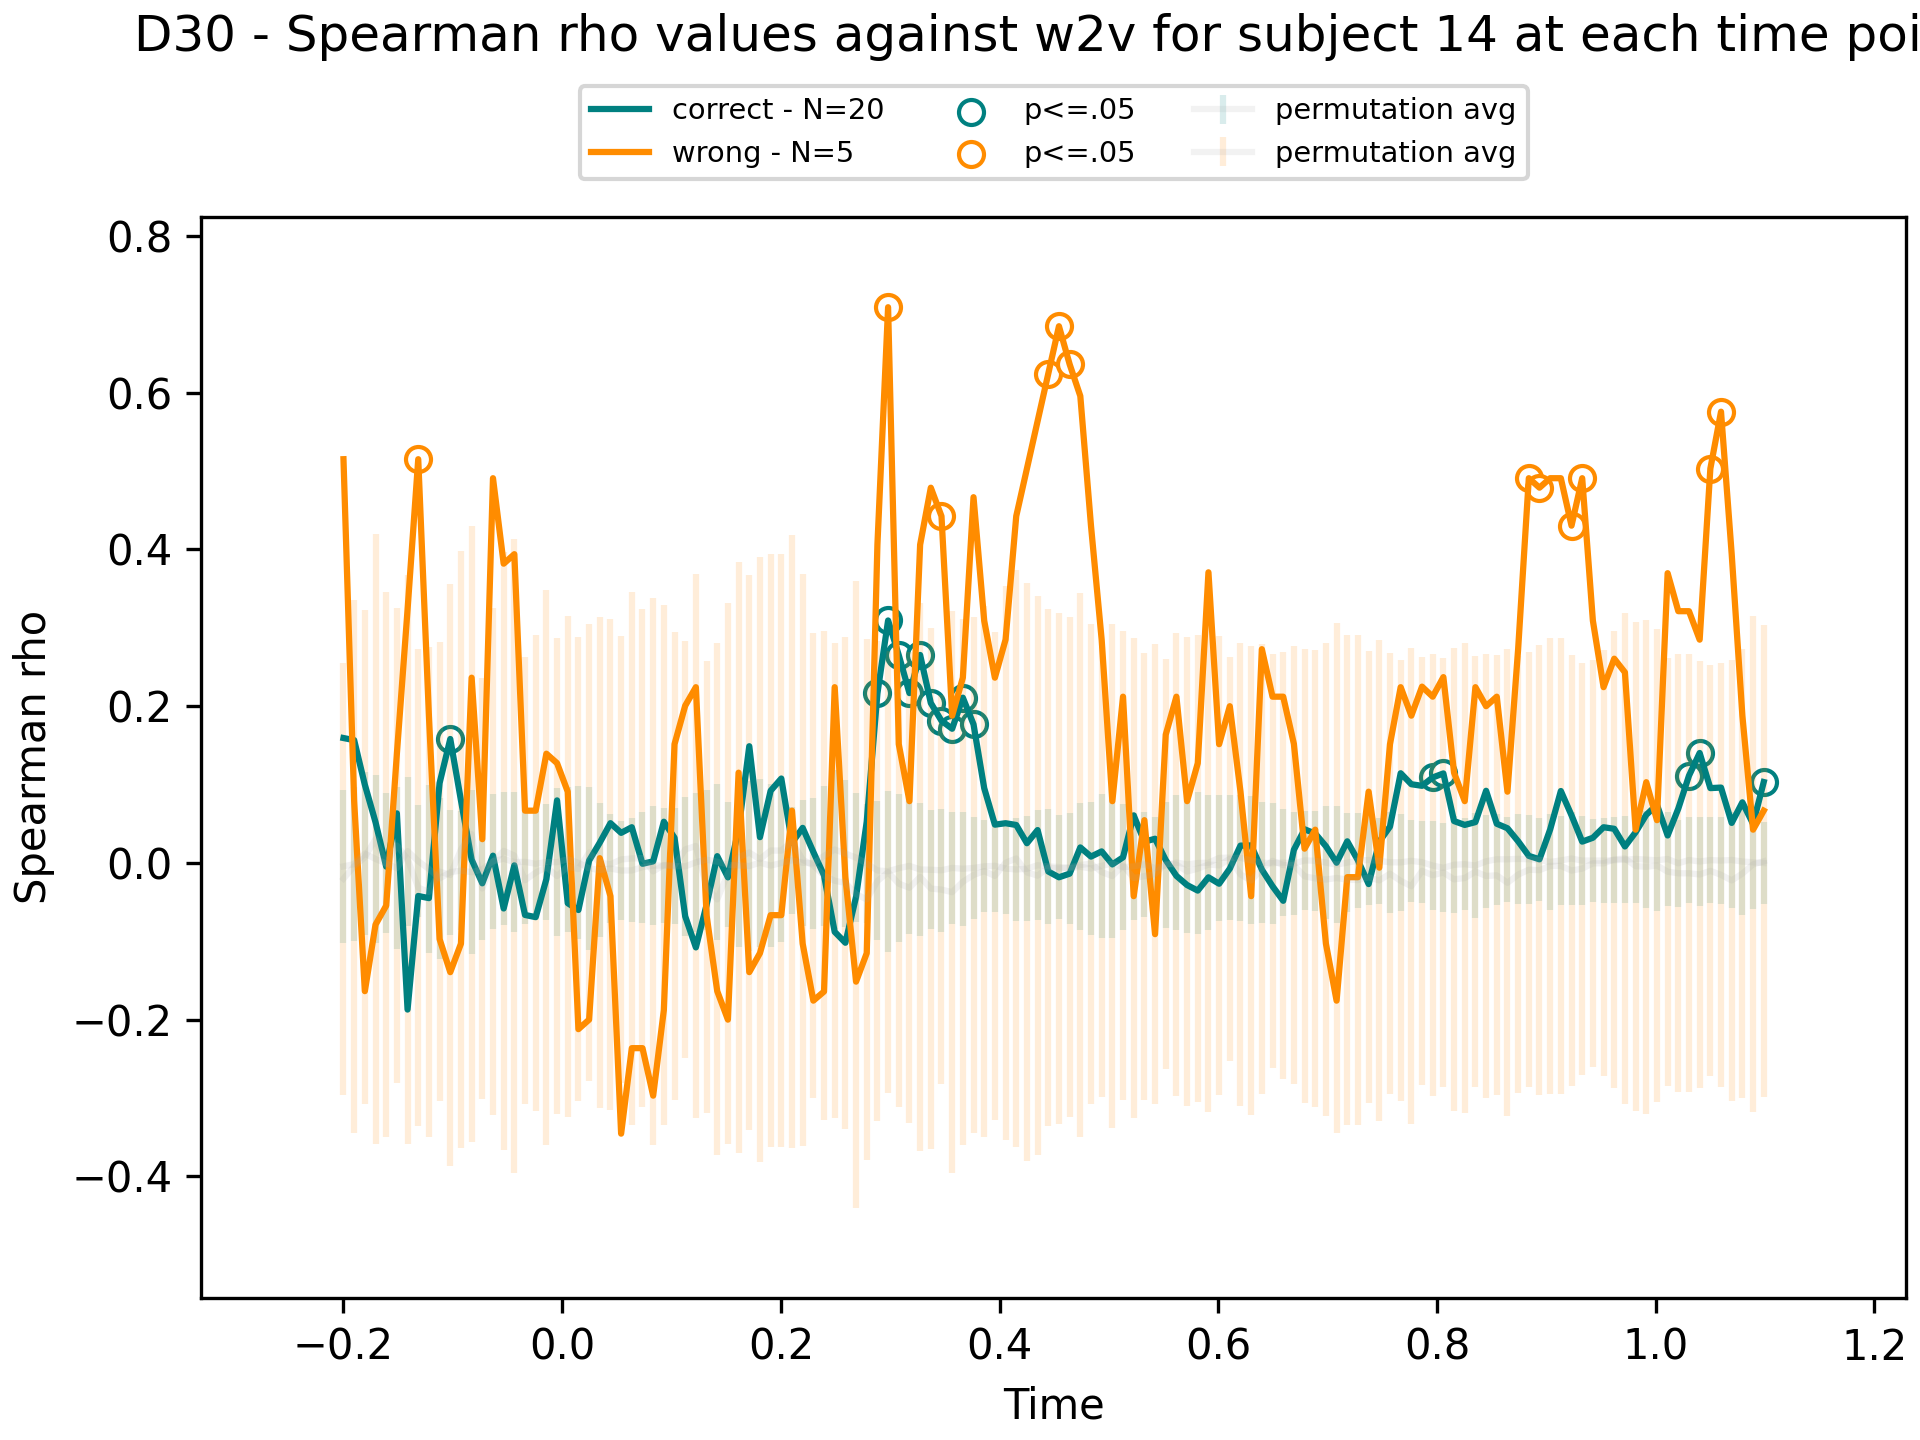 D30 - Spearman rho values against w2v for subject 14 at each time poi
correct - N=20
wrong - N=5
p<=.05
p<=.05
permutation avg
permutation avg
Spearman rho
0.8
0.6
0.4
0.2
0.0
−0.2
−0.4
−0.2
0.0
0.2
0.4
0.6
0.8
1.0
1.2
Time